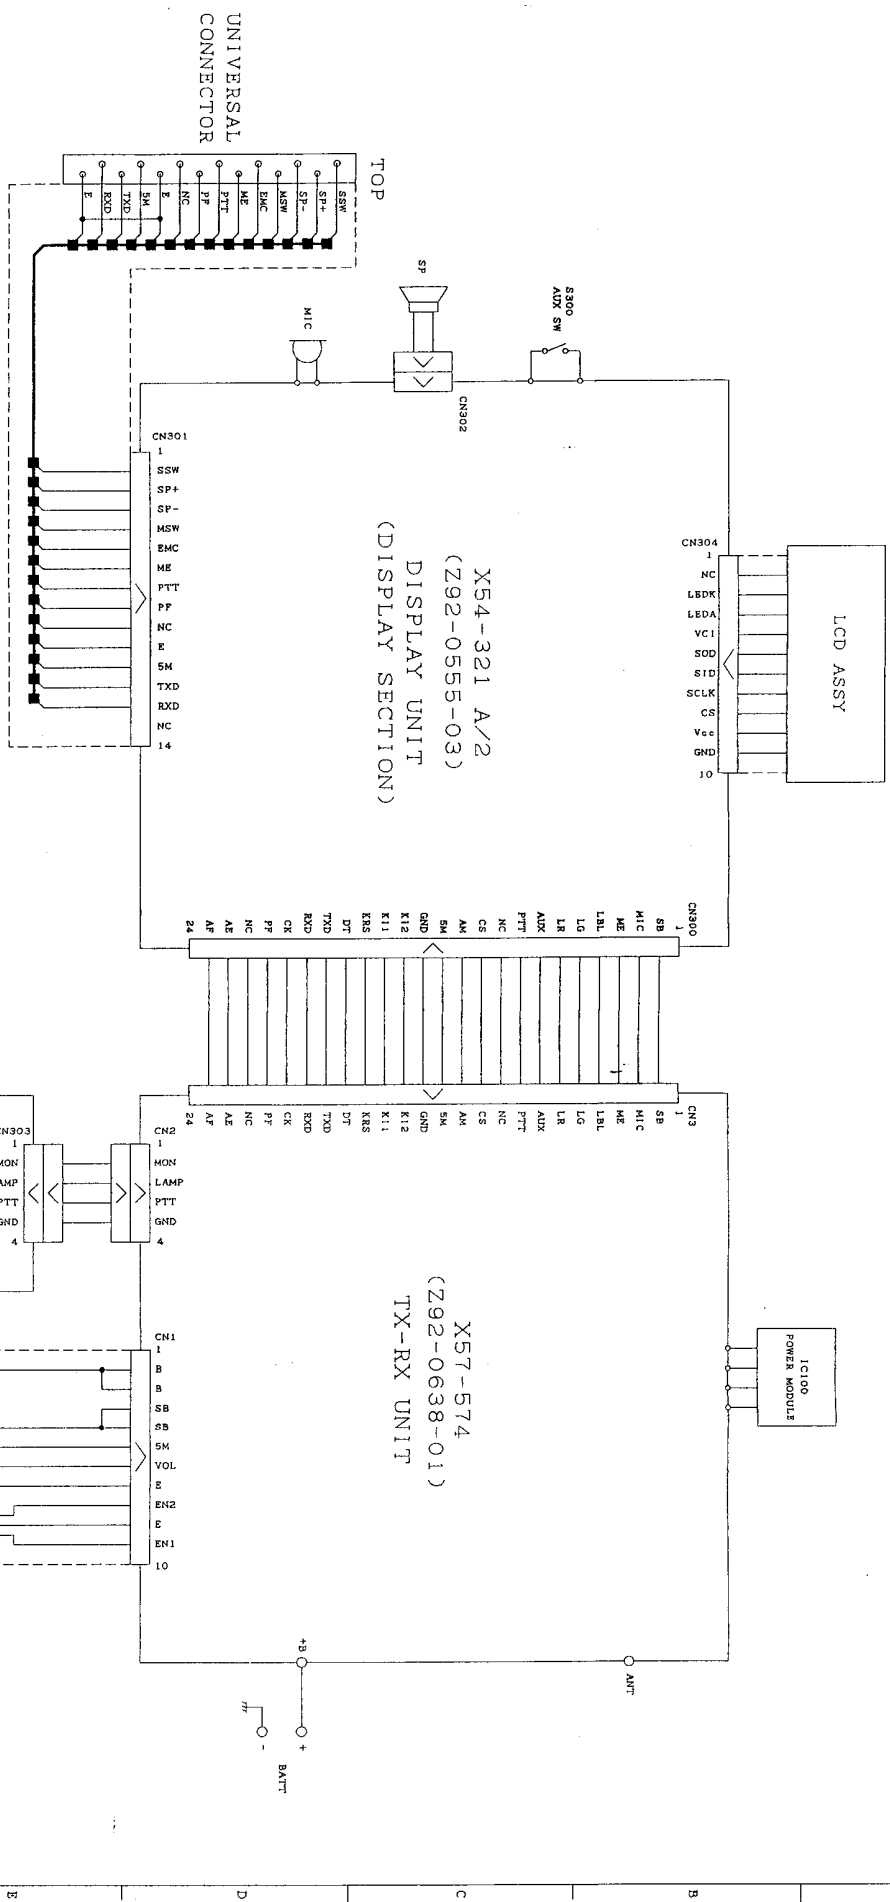 UNIVERSAL
CONNECTOR
TOP
SSW
SP+
SP-
MSW
EMC
ME
PTT
PF
NC
E
5M
TXD
RXD
E
SP
MIC
S300
AUX SW
CN302
CN301
1
SSW
SP+
SP-
MSW
EMC
ME
PTT
PF
NC
E
5M
TXD
RXD
NC
14
X54-321 A/2
(Z92-0555-03)
DISPLAY UNIT
(DISPLAY SECTION)
CN304
1
NC
LEDK
LEDA
VCI
SOD
SID
SCLK
CS
Vcc
GND
10
LCD ASSY
CN300
1
SB
MIC
ME
LBL
LG
LR
AUX
PTT
NC
CS
AM
5M
GND
K12
K11
KRS
DT
TXD
RXD
CK
PF
NC
AE
AF
24
CN3
1
SB
MIC
ME
LBL
LG
LR
AUX
PTT
NC
CS
AM
5M
GND
K12
K11
KRS
DT
TXD
RXD
CK
PF
NC
AE
AF
24
CN303
1
MON
AMP
PTT
GND
4
CN2
1
MON
LAMP
PTT
GND
4
CN1
1
B
B
SB
SB
5M
VOL
E
EN2
E
EN1
10
X57-574
(Z92-0638-01)
TX-RX UNIT
IC100
POWER MODULE
ANT
+B
+
-
BATT
B
C
D
E